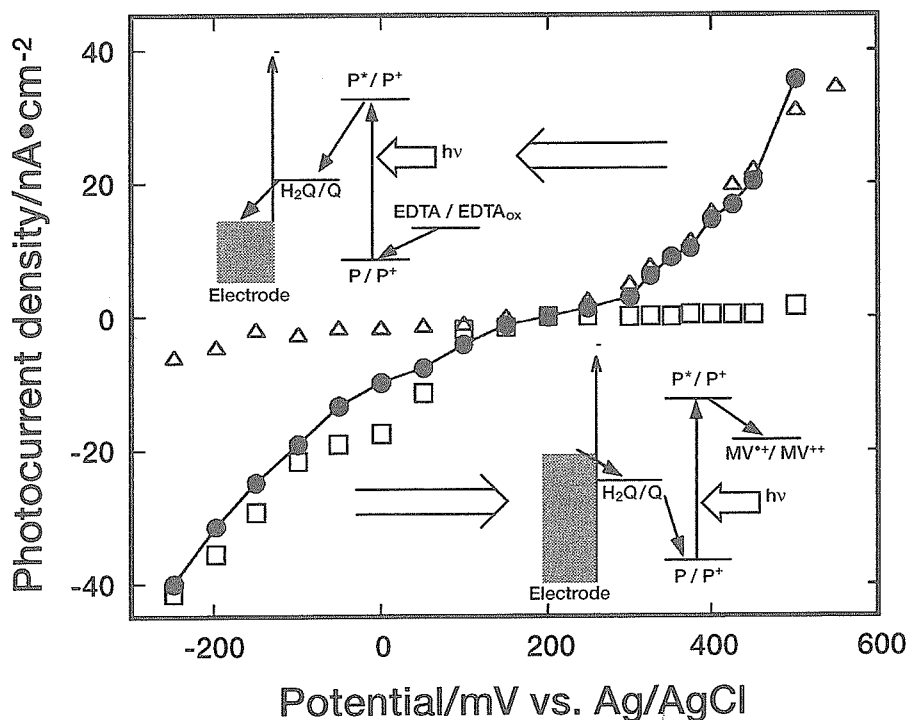 Photocurrent density/nA•cm-2
40
20
0
-20
-40
-
P*/P+
hν
H2Q/Q
EDTA / EDTAox
P/P+
Electrode
-
P*/P+
MV•+/ MV++
H2Q/Q
hν
P/P+
Electrode
-200
0
200
400
600
Potential/mV vs. Ag/AgCl